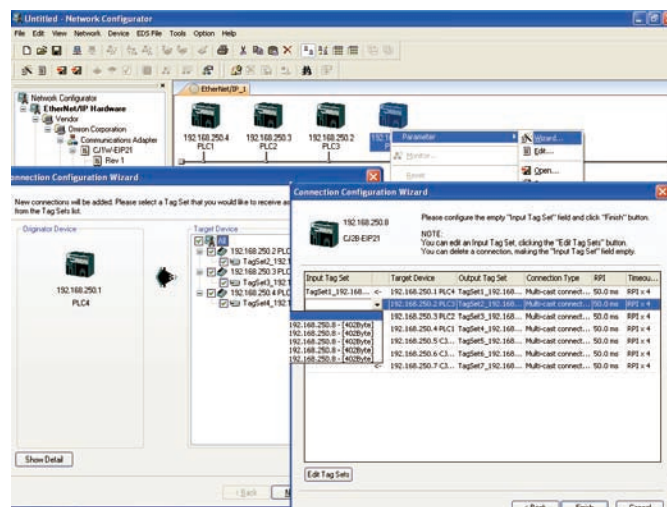 Untitled - Network Configurator
File Edit View Network Device EDS File Tools Option Help
Network Configurator
EtherNet/IP Hardware
Vendor
Omron Corporation
Communications Adapter
CJ1W-EIP21
Rev 1
EtherNet/IP_1
192.168.250.4
PLC1
192.168.250.3
PLC2
192.168.250.2
PLC3
Parameter
Monitor...
Reset
Wizard...
Edit...
Open...
Connection Configuration Wizard
New connections will be added. Please select a Tag Set that you would like to receive as
from the Tag Sets list.
Originator Device
192.168.250.1
PLC4
Target Device
All
192.168.250.2 PLC
TagSet2_192.1
192.168.250.3 PLC
TagSet3_192.1
192.168.250.4 PLC
TagSet4_192.1
Show Detail
< Back
Connection Configuration Wizard
192.168.250.8
CJ2B-EIP21
Please configure the empty "Input Tag Set" field and click "Finish" button.
NOTE:
You can edit an Input Tag Set, clicking the "Edit Tag Sets" button.
You can delete a connection, making the "Input Tag Set" field empty.
Input Tag Set Target Device Output Tag Set Connection Type RPI Timeou...
TagSet1_192.168... <- 192.168.250.1 PLC4 TagSet1_192.168... Multi-cast connect... 50.0 ms RPI x 4
192.168.250.2 PLC3 TagSet2_192.168... Multi-cast connect... 50.0 ms RPI x 4
192.168.250.3 PLC2 TagSet3_192.168... Multi-cast connect... 50.0 ms RPI x 4
192.168.250.4 PLC1 TagSet4_192.168... Multi-cast connect... 50.0 ms RPI x 4
192.168.250.5 CJ... TagSet5_192.168... Multi-cast connect... 50.0 ms RPI x 4
192.168.250.6 CJ... TagSet6_192.168... Multi-cast connect... 50.0 ms RPI x 4
<- 192.168.250.7 CJ... TagSet7_192.168... Multi-cast connect... 50.0 ms RPI x 4
192.168.250.8 - [402Byte]
192.168.250.8 - [402Byte]
192.168.250.8 - [402Byte]
192.168.250.8 - [402Byte]
192.168.250.8 - [402Byte]
Edit Tag Sets
< Back Finish Cancel